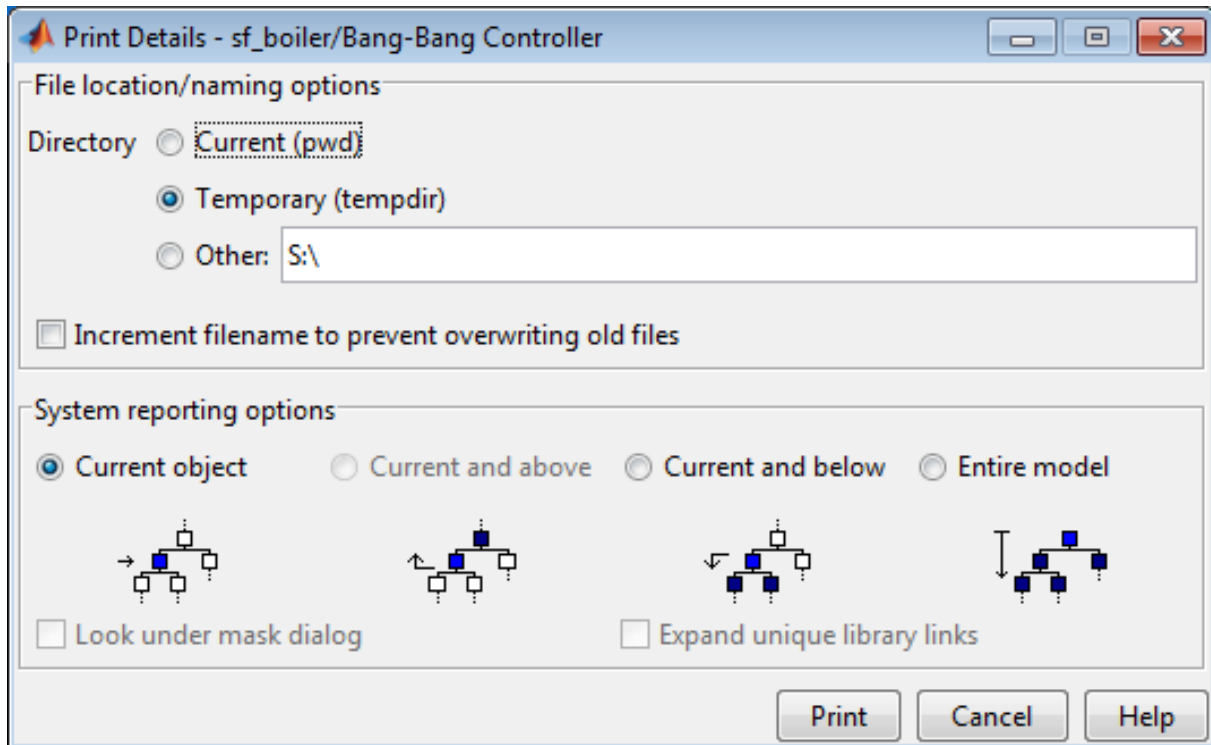 Print Details - sf_boiler/Bang-Bang Controller
File location/naming options
Directory Current (pwd)
Temporary (tempdir)
Other: S:\
Increment filename to prevent overwriting old files
System reporting options
Current object Current and above Current and below Entire model
Look under mask dialog Expand unique library links
Print Cancel Help